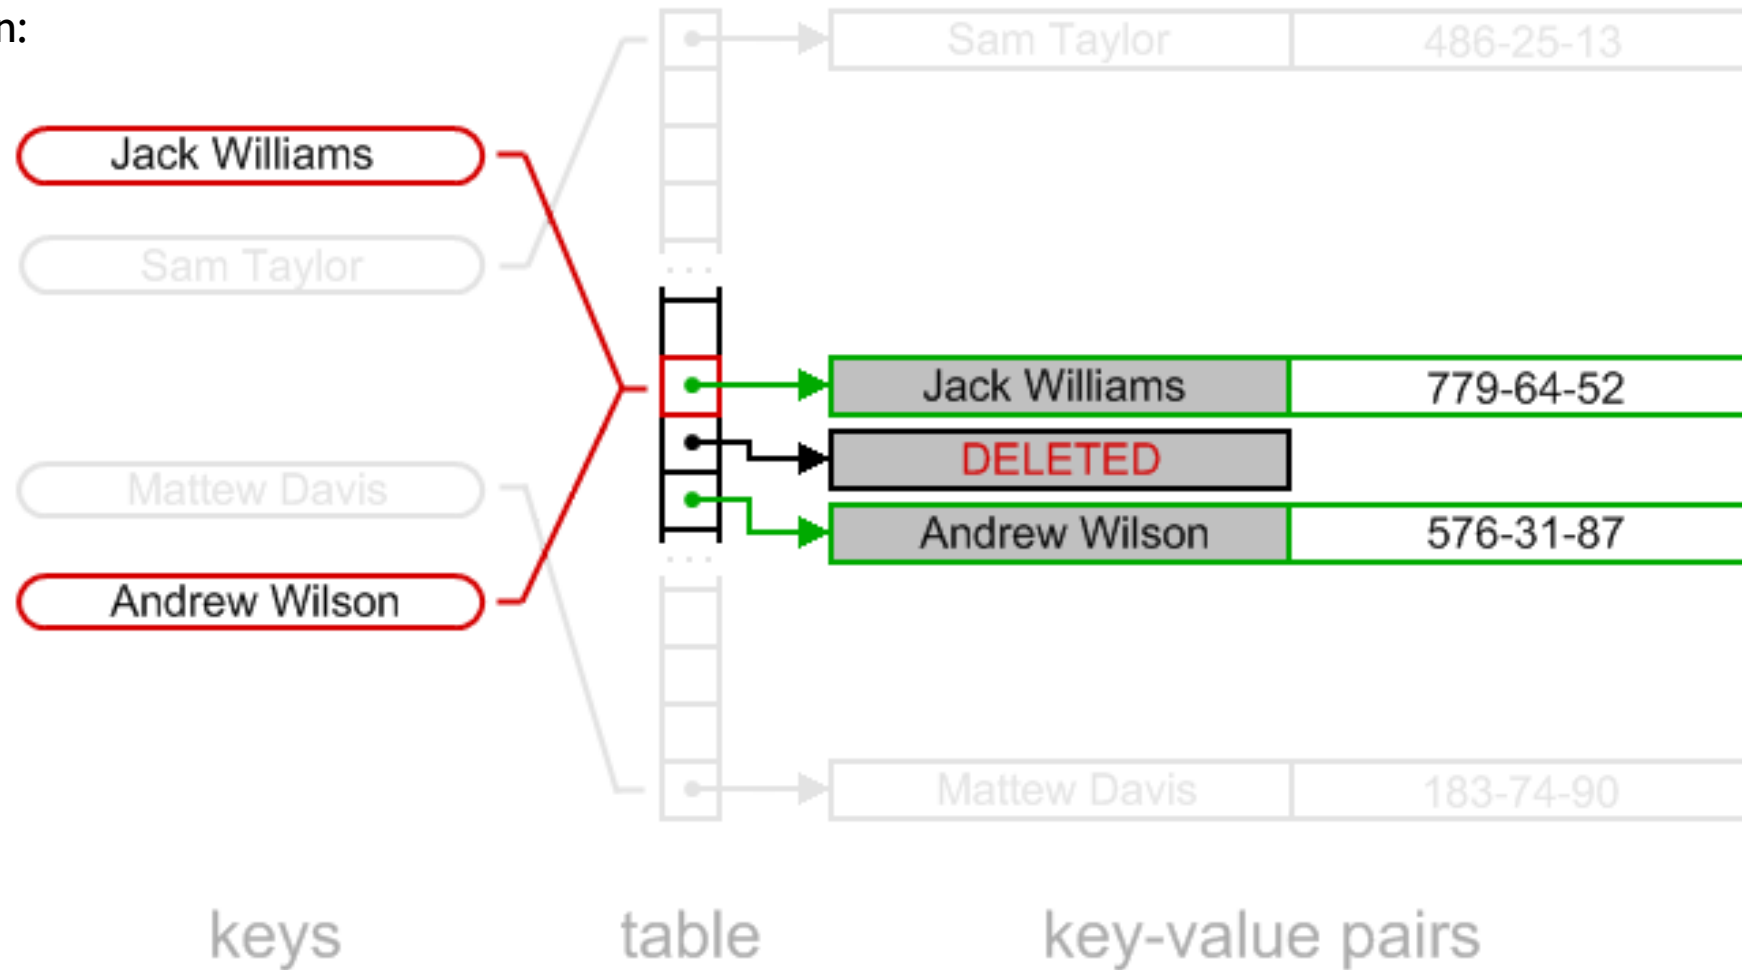 n:
Sam Taylor 486-25-13
Jack Williams
Sam Taylor
...
Jack Williams 779-64-52
DELETED
Mattew Davis
Andrew Wilson 576-31-87
...
Andrew Wilson
Mattew Davis 183-74-90
keys table key-value pairs